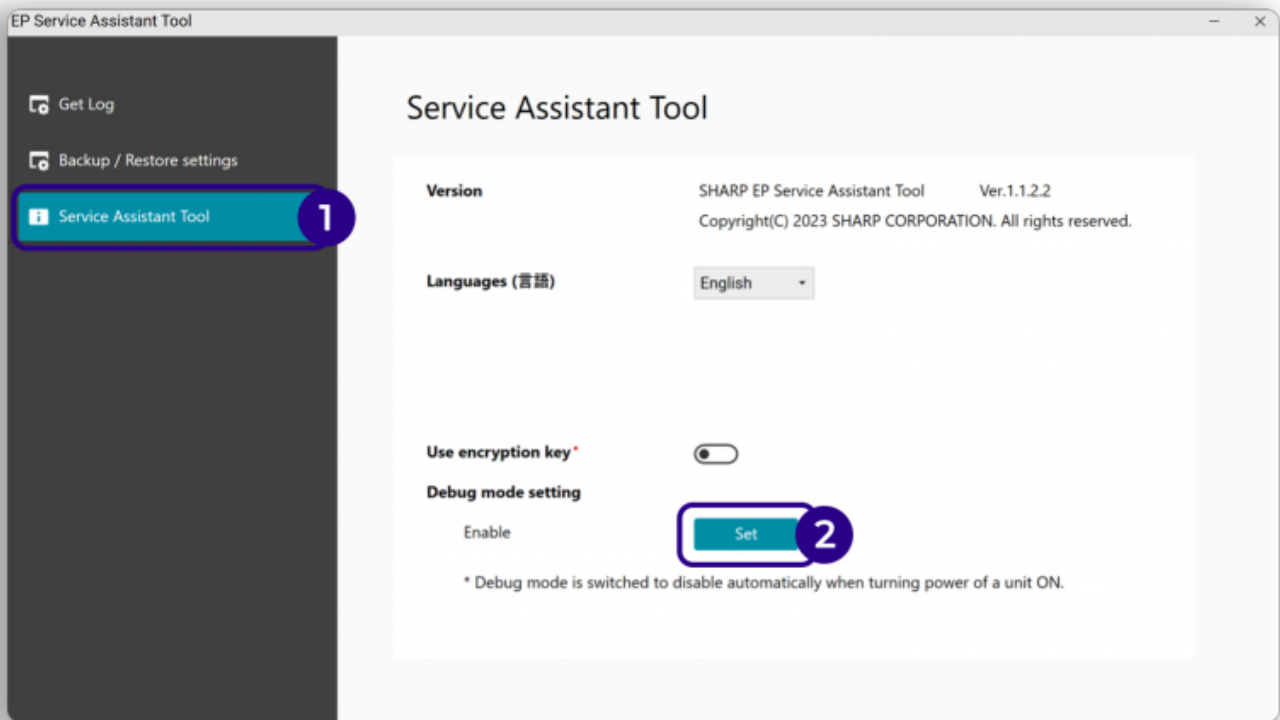 EP Service Assistant Tool
Get Log
Backup / Restore settings
Service Assistant Tool
1
Service Assistant Tool
Version
SHARP EP Service Assistant Tool Ver.1.1.2.2
Copyright(C) 2023 SHARP CORPORATION. All rights reserved.
Languages (言語)
English
Use encryption key*
Debug mode setting
Enable
Set
2
* Debug mode is switched to disable automatically when turning power of a unit ON.